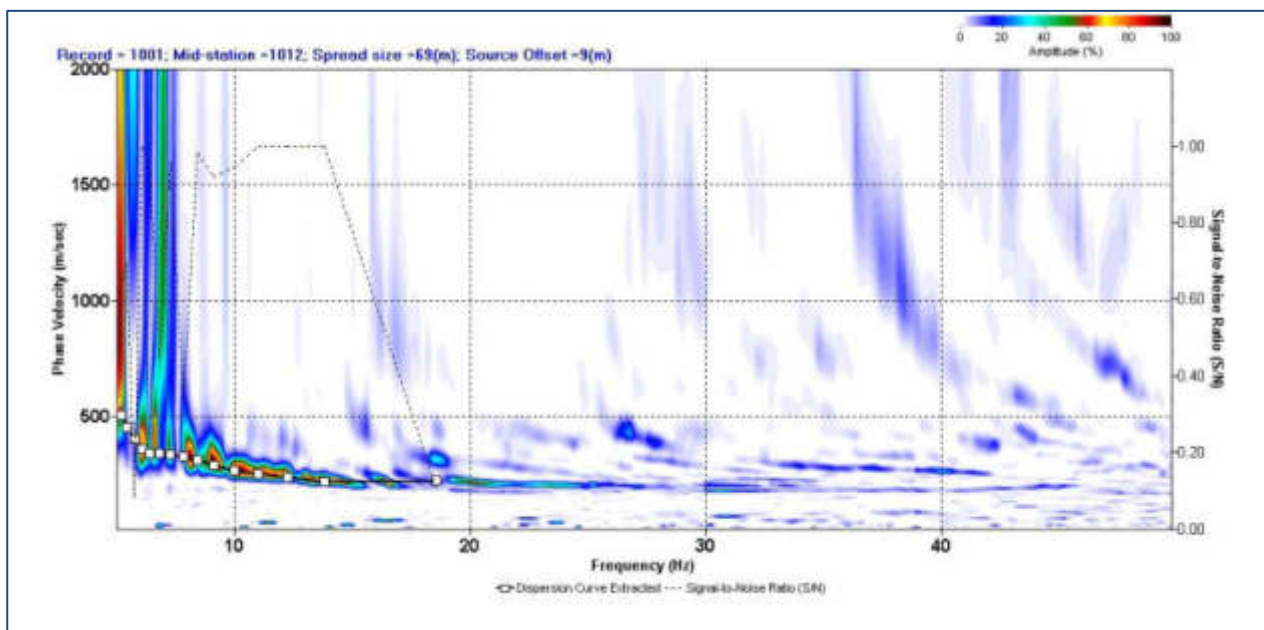 0 20 40 60 80 100
Amplitude (%)
Record = 1001; Mid-station =1012; Spread size =69(m); Source Offset =9(m)
2000
1500
1000
500
Phase Velocity (m/sec)
1.00
0.80
0.60
0.40
0.20
0.00
Signal-to-Noise Ratio (S/N)
10 20 30 40
Frequency (Hz)
Dispersion Curve Extracted Signal-to-Noise Ratio (S/N)